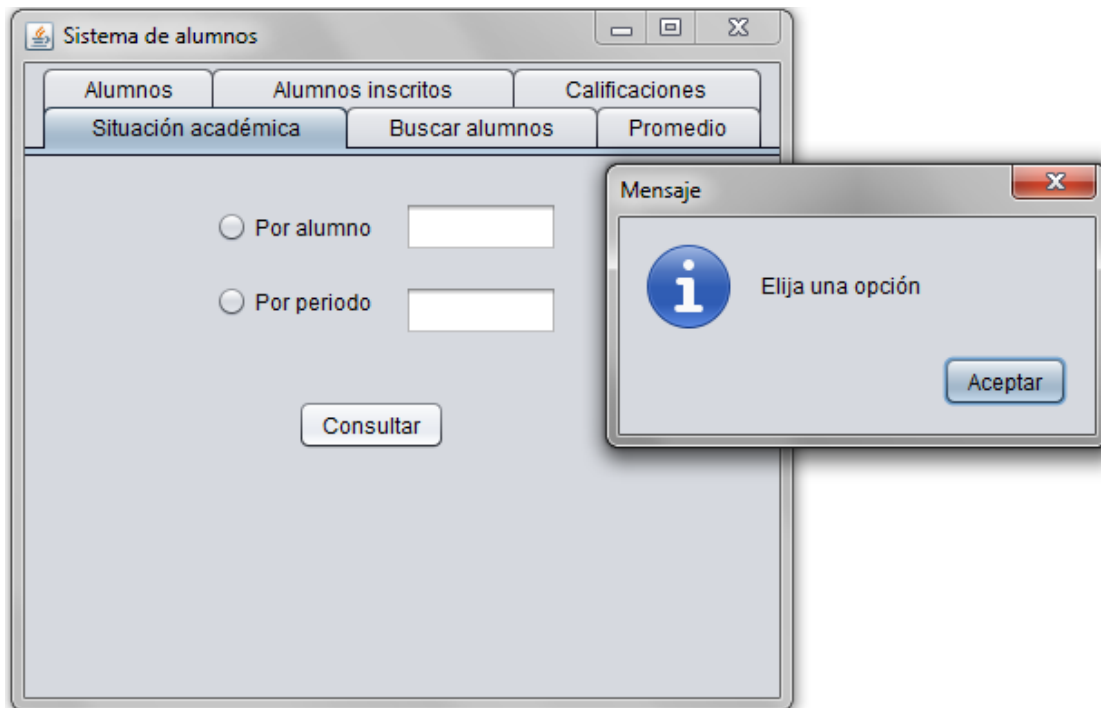 Sistema de alumnos
Alumnos Alumnos inscritos Calificaciones
Situación académica Buscar alumnos Promedio
Por alumno
Por periodo
Consultar
Mensaje
Elija una opción
Aceptar